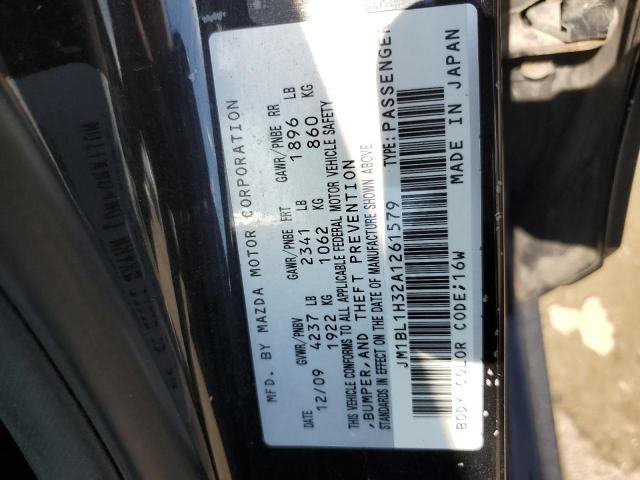 MFD. BY MAZDA MOTOR CORPORATION
DATE GVWR/PNBV GAWR/PNBE FRT GAWR/PNBE RR
12/09 4237 LB 2341 LB 1896 LB
1922 KG 1062 KG 860 KG
THIS VEHICLE CONFORMS TO ALL APPLICABLE FEDERAL MOTOR VEHICLE SAFETY
,BUMPER,AND THEFT PREVENTION
STANDARDS IN EFFECT ON THE DATE OF MANUFACTURE SHOWN ABOVE.
JM1BL1H32A1261579 TYPE:PASSENGER
BODY COLOR CODE;16W MADE IN JAPAN